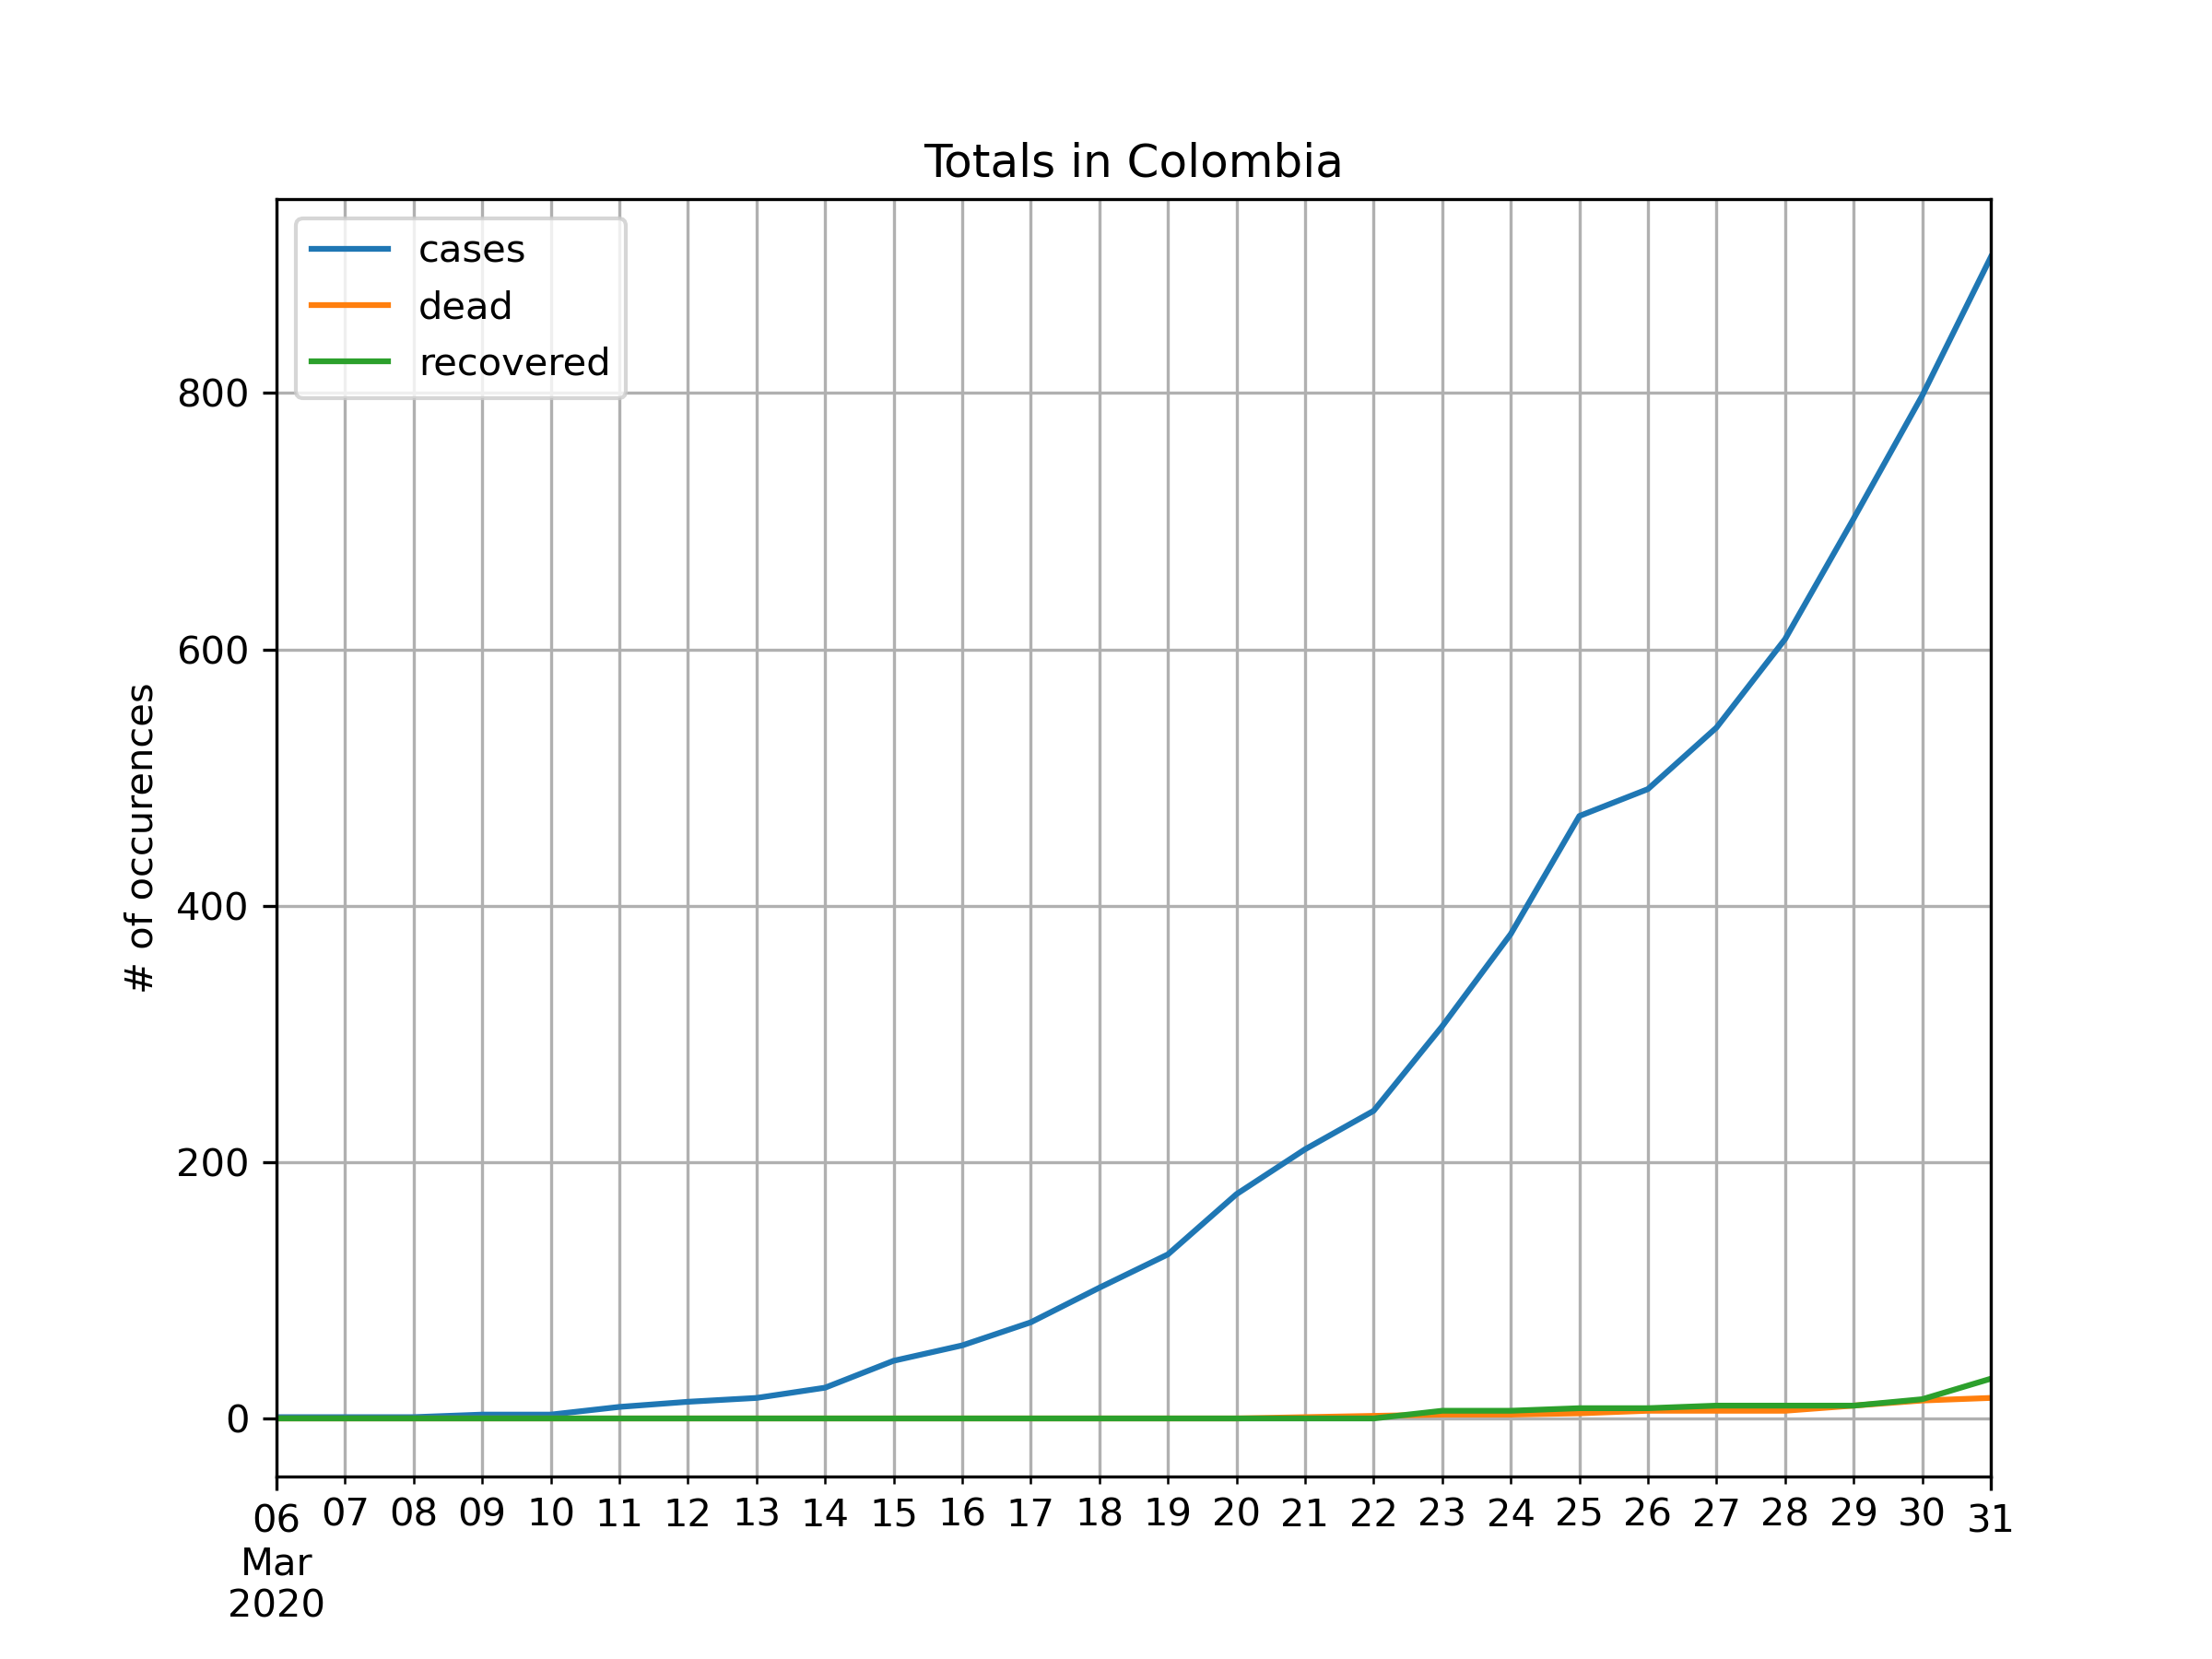 Totals in Colombia
cases
dead
recovered
800
600
400
200
0
# of occurences
06 07 08 09 10 11 12 13 14 15 16 17 18 19 20 21 22 23 24 25 26 27 28 29 30 31
Mar
2020